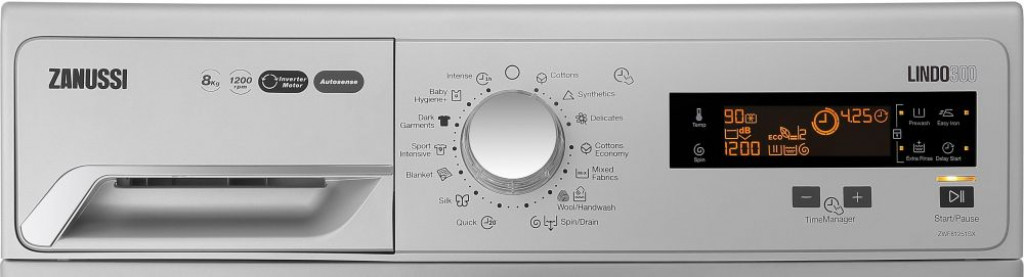 ZANUSSI
8Kg
1200 rpm
Inverter Motor
Autosense
Intense
Baby Hygiene+
Dark Garments
Sport Intensive
Blanket
Silk
Quick
Cottons
Synthetics
Delicates
Cottons Economy
Mixed Fabrics
Wool/Handwash
Spin/Drain
LINDO300
Temp
Spin
90
dB
1200
ECO
4.25
Prewash
Easy Iron
Extra Rinse
Delay Start
TimeManager
Start/Pause